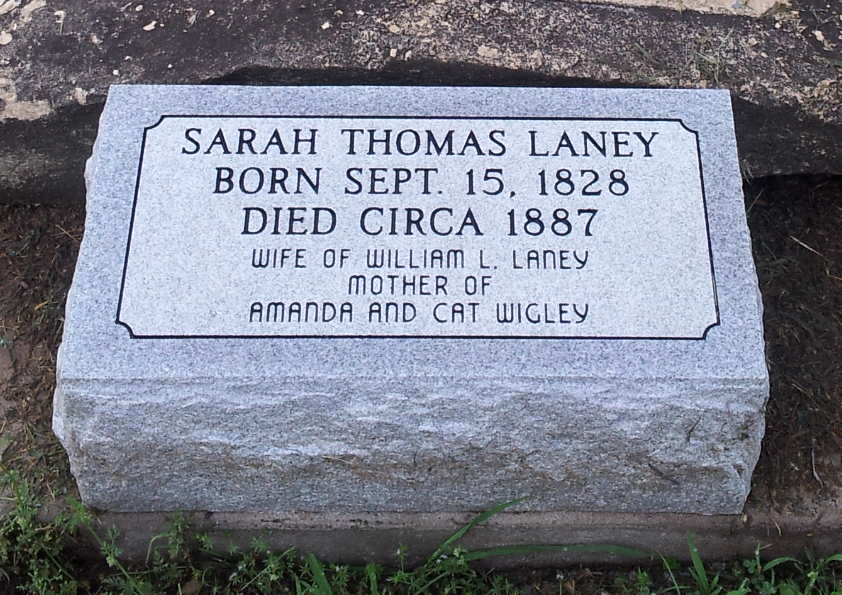 SARAH THOMAS LANEY
BORN SEPT. 15, 1828
DIED CIRCA 1887
WIFE OF WILLIAM L. LANEY
MOTHER OF
AMANDA AND CAT WIGLEY